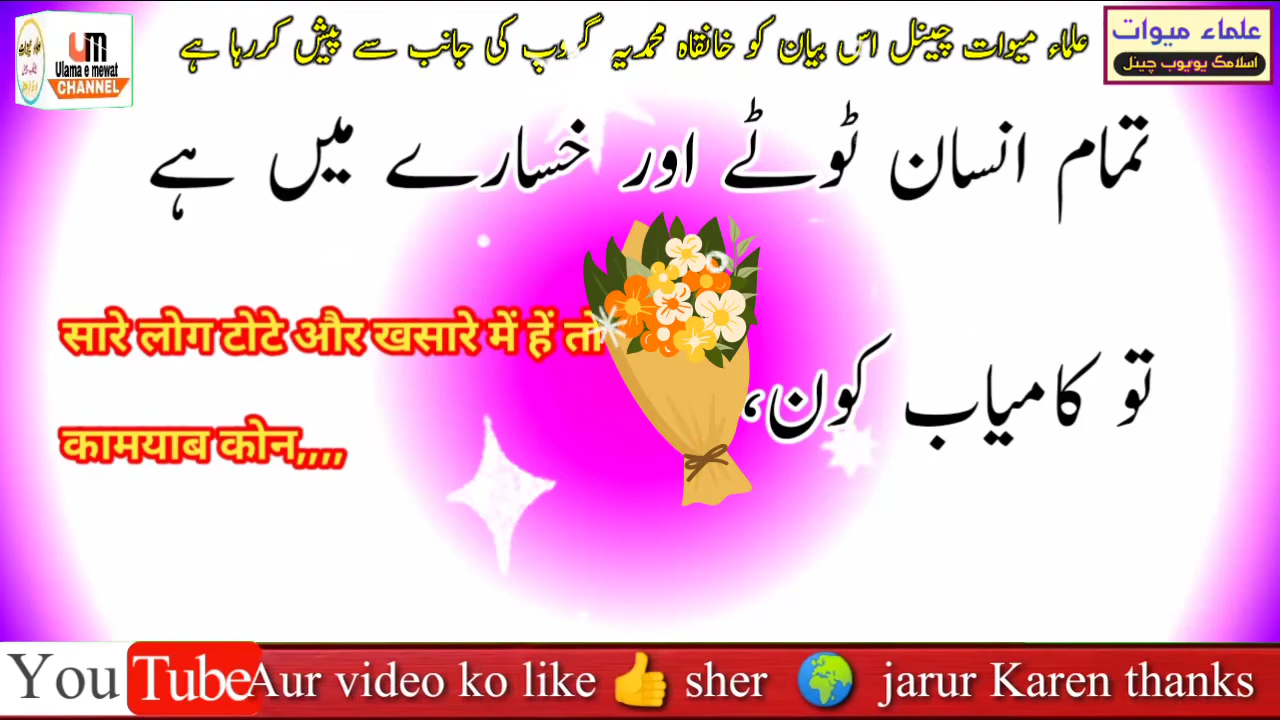 علماء میوات چینل اس بیان کو خانقاہ محمدیہ گروپ کی جانب سے پیش کررہا ہے
علماء میوات
اسلامک یوٹیوب چینل
UM
Ulama e mewat
CHANNEL
تمام انسان ٹوٹے اور خسارے میں ہے
सारे लोग टोटे और खसारे में हें तो
تو کامیاب کون،
कामयाब कोन,,,,
YouTube Aur video ko like 👍 sher 🌍 jarur Karen thanks